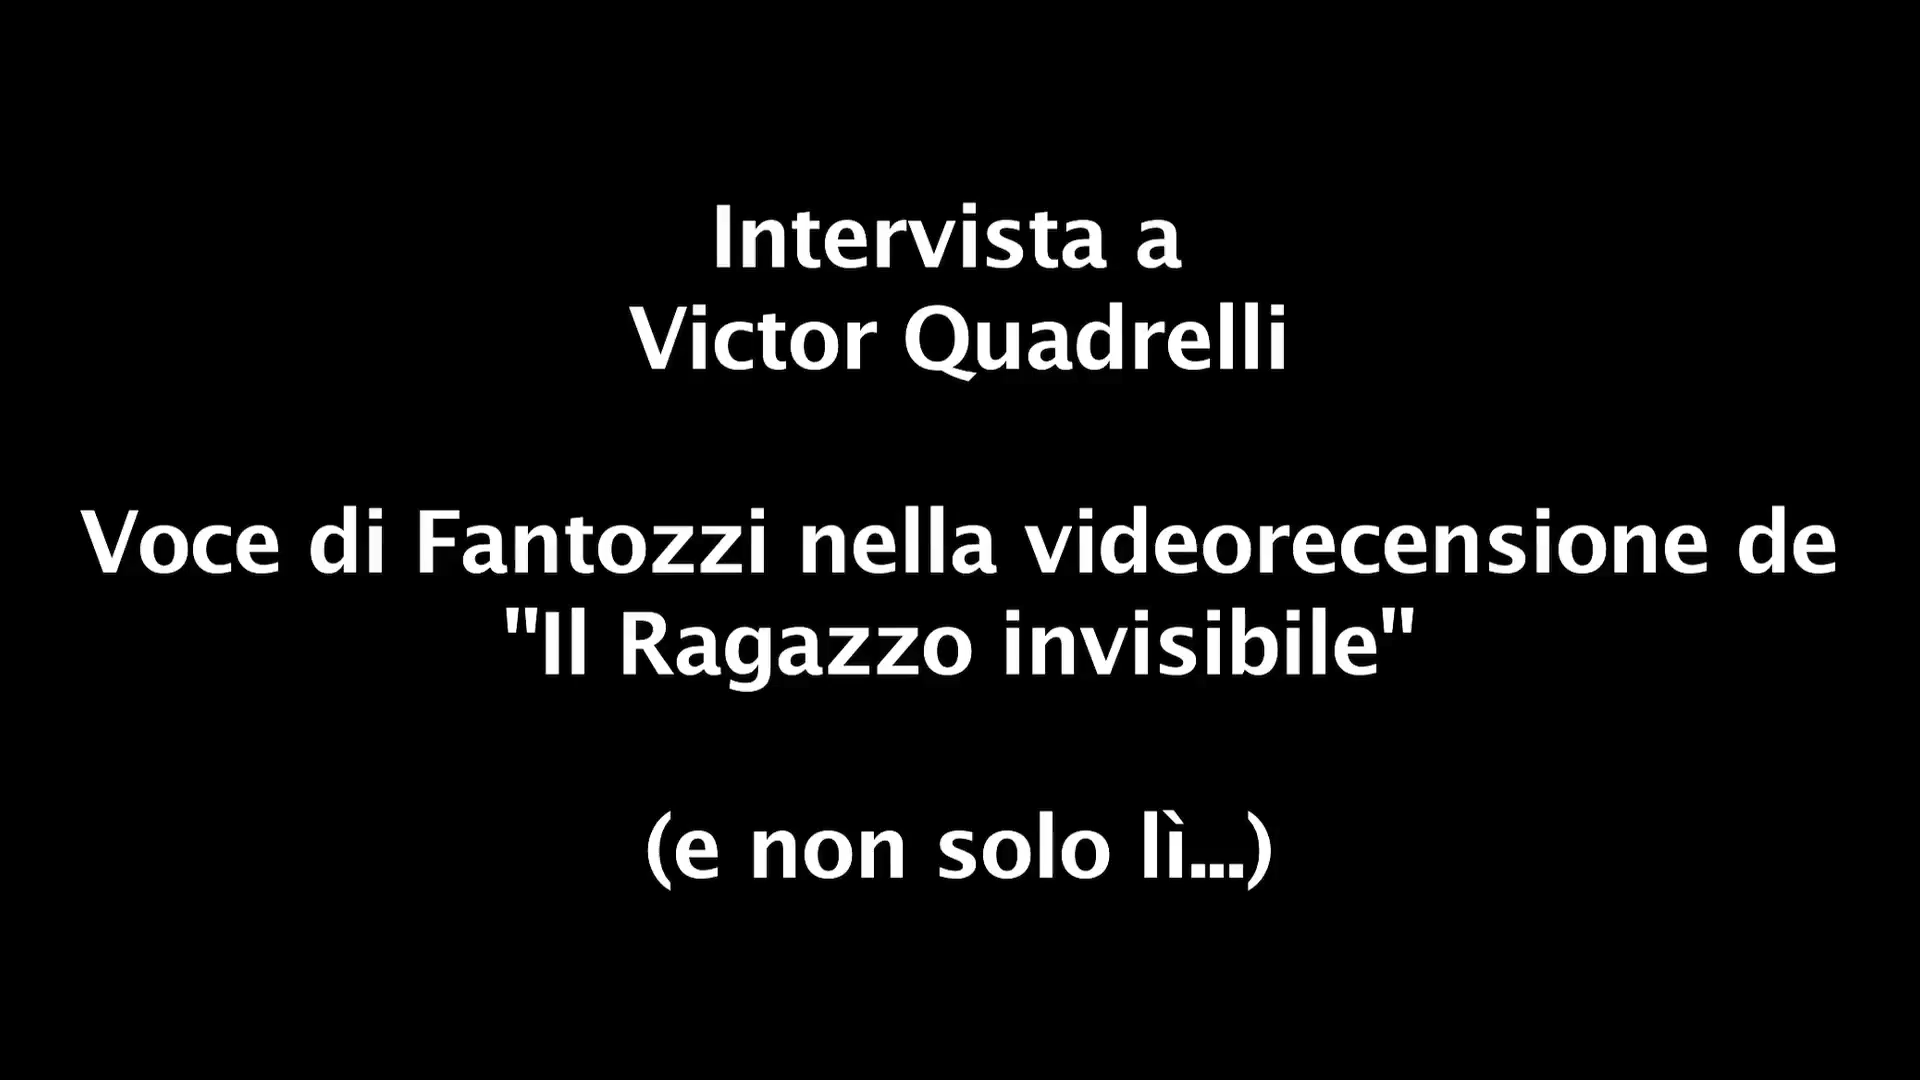 Intervista a
Victor Quadrelli
Voce di Fantozzi nella videorecensione de
"Il Ragazzo invisibile"
(e non solo lì...)